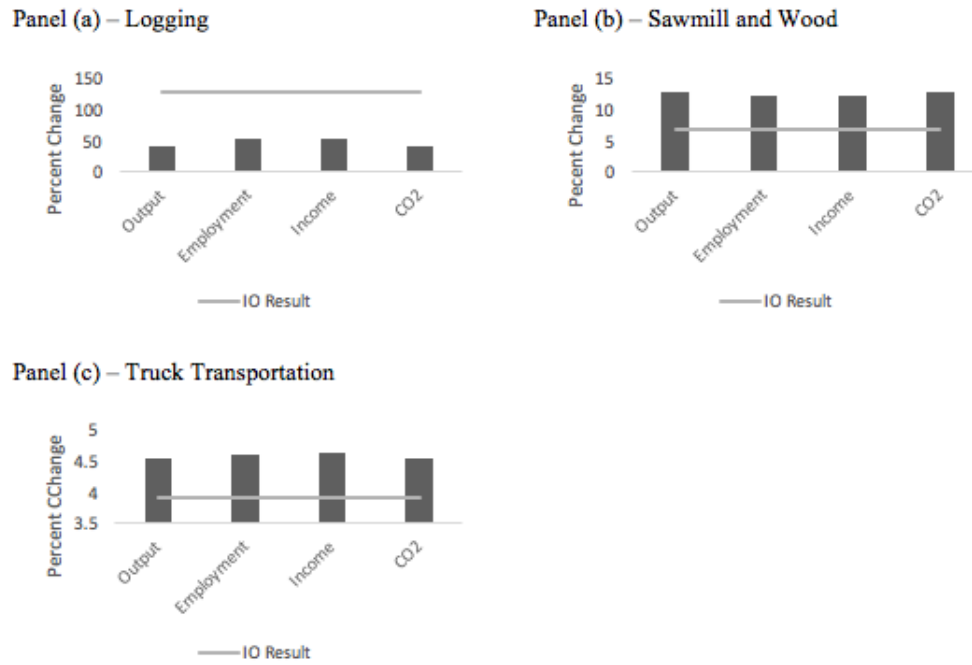 Panel (a) – Logging
Percent Change
150
100
50
0
Output
Employment
Income
CO2
IO Result
Panel (b) – Sawmill and Wood
Pecent Change
15
10
5
0
Output
Employment
Income
CO2
IO Result
Panel (c) – Truck Transportation
Percent CChange
5
4.5
4
3.5
Output
Employment
Income
CO2
IO Result